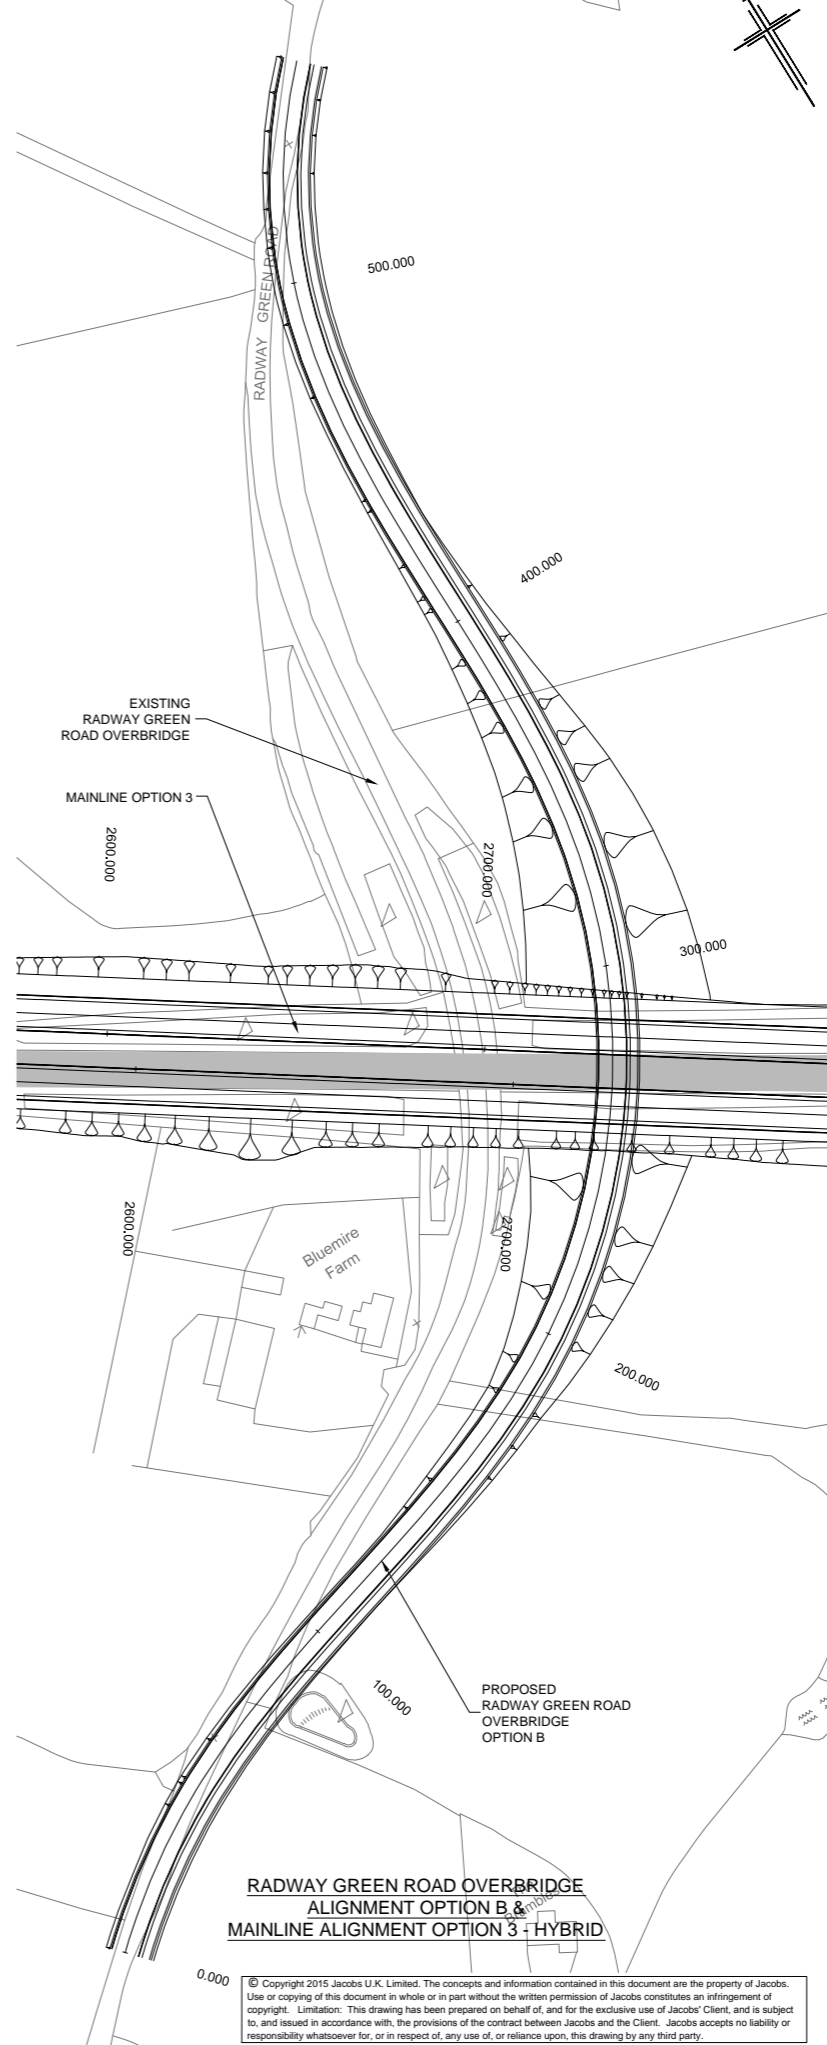 500.000
RADWAY GREEN ROAD
400.000
EXISTING
RADWAY GREEN
ROAD OVERBRIDGE
MAINLINE OPTION 3
2600.000
2700.000
300.000
2600.000
2700.000
Bluemire
Farm
200.000
100.000
PROPOSED
RADWAY GREEN ROAD
OVERBRIDGE
OPTION B
The
Brambles
RADWAY GREEN ROAD OVERBRIDGE
ALIGNMENT OPTION B &
MAINLINE ALIGNMENT OPTION 3 - HYBRID
0.000
© Copyright 2015 Jacobs U.K. Limited. The concepts and information contained in this document are the property of Jacobs.
Use or copying of this document in whole or in part without the written permission of Jacobs constitutes an infringement of
copyright. Limitation: This drawing has been prepared on behalf of, and for the exclusive use of Jacobs' Client, and is subject
to, and issued in accordance with, the provisions of the contract between Jacobs and the Client. Jacobs accepts no liability or
responsibility whatsoever for, or in respect of, any use of, or reliance upon, this drawing by any third party.